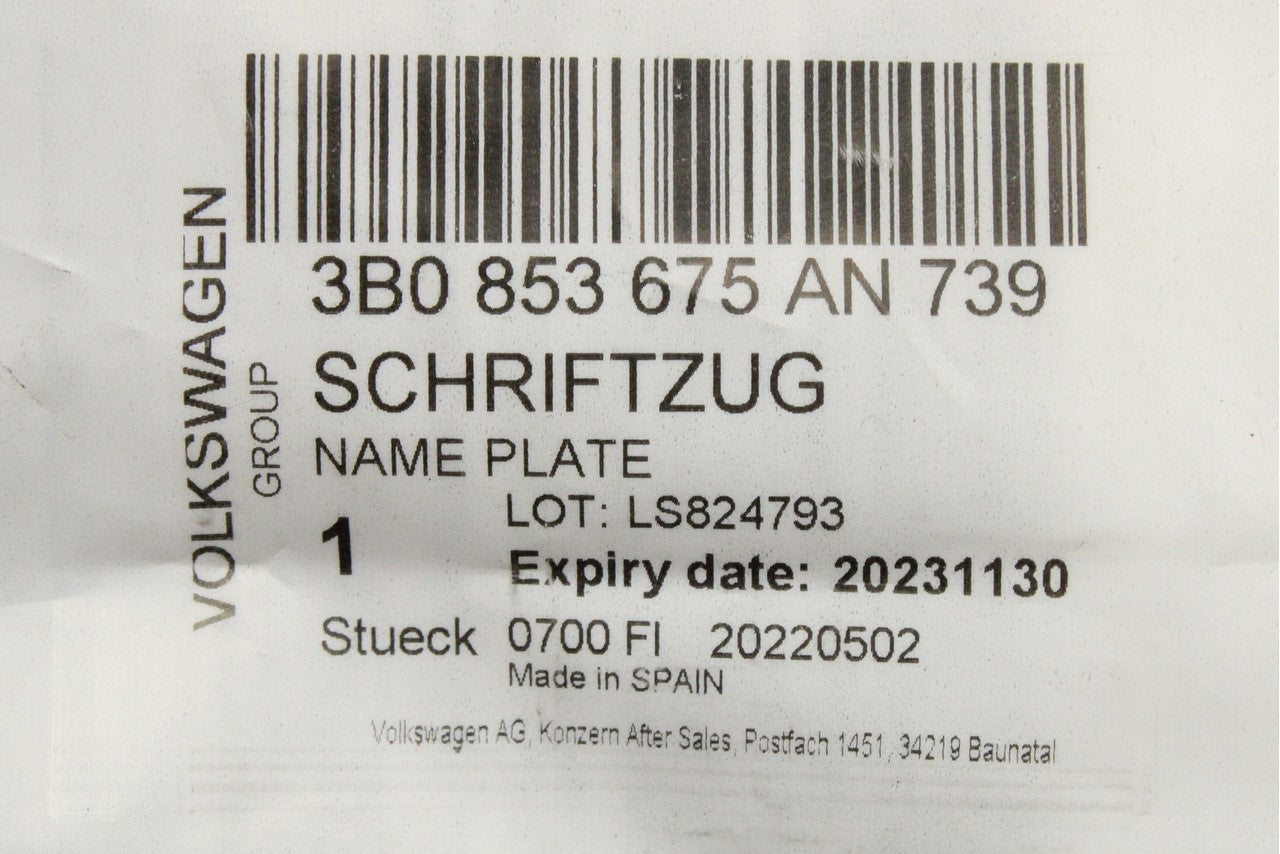 VOLKSWAGEN
GROUP
3B0 853 675 AN 739
SCHRIFTZUG
NAME PLATE
LOT: LS824793
1
Expiry date: 20231130
Stueck 0700 FI 20220502
Made in SPAIN
Volkswagen AG, Konzern After Sales, Postfach 1451, 34219 Baunatal